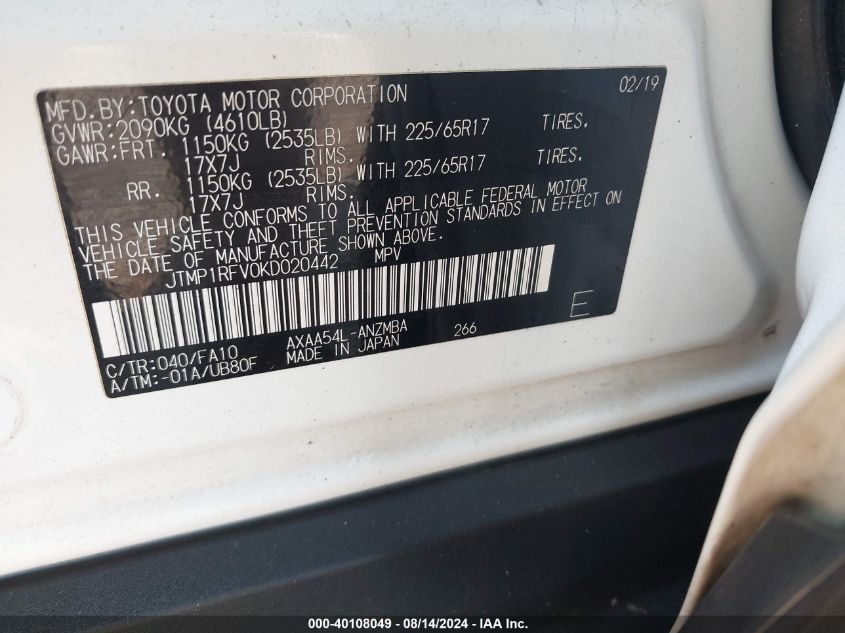 MFD.BY:TOYOTA MOTOR CORPORATION 02/19
GVWR:2090KG (4610LB)
GAWR:FRT. 1150KG (2535LB) WITH 225/65R17 TIRES.
17X7J RIMS.
RR. 1150KG (2535LB) WITH 225/65R17 TIRES.
17X7J RIMS.
THIS VEHICLE CONFORMS TO ALL APPLICABLE FEDERAL MOTOR
VEHICLE SAFETY AND THEFT PREVENTION STANDARDS IN EFFECT ON
THE DATE OF MANUFACTURE SHOWN ABOVE.
JTMP1RFV0KD020442 MPV
E
C/TR:040/FA10 AXAA54L-ANZMBA 266
A/TM:-01A/UB80F MADE IN JAPAN
000-40108049 - 08/14/2024 - IAA Inc.